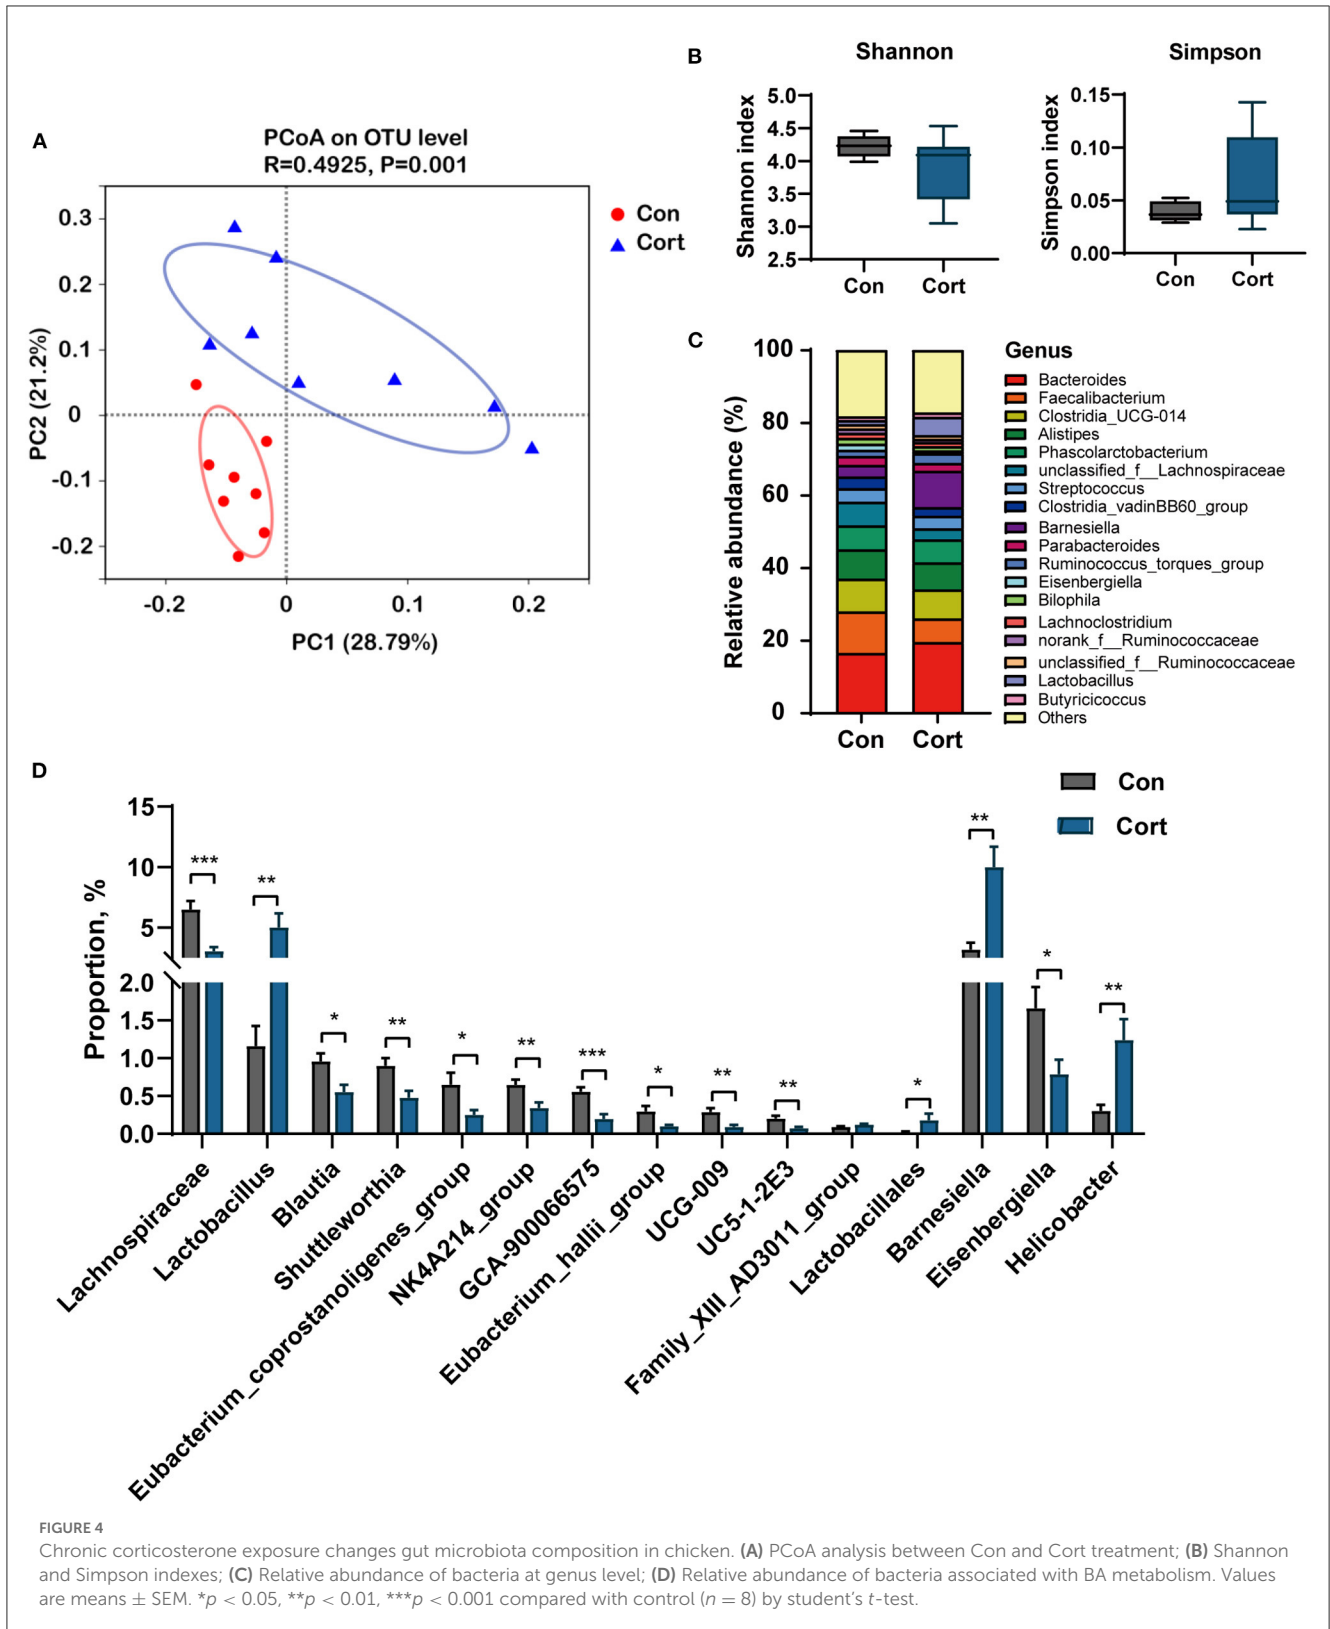 A
PCoA on OTU level
R=0.4925, P=0.001
Con
Cort
PC2 (21.2%)
0.3
0.2
0.1
0
-0.1
-0.2
-0.2
0
0.1
0.2
PC1 (28.79%)
B
Shannon
Shannon index
5.0
4.5
4.0
3.5
3.0
2.5
Con
Cort
Simpson
Simpson index
0.15
0.10
0.05
0.00
Con
Cort
C
Relative abundance (%)
100
80
60
40
20
0
Con
Cort
Genus
Bacteroides
Faecalibacterium
Clostridia_UCG-014
Alistipes
Phascolarctobacterium
unclassified_f__Lachnospiraceae
Streptococcus
Clostridia_vadinBB60_group
Barnesiella
Parabacteroides
Ruminococcus_torques_group
Eisenbergiella
Bilophila
Lachnoclostridium
norank_f__Ruminococcaceae
unclassified_f__Ruminococcaceae
Lactobacillus
Butyricicoccus
Others
D
Con
Cort
Proportion, %
15
10
5
2.0
1.5
1.0
0.5
0.0
***
**
*
**
*
**
***
*
**
**
*
**
*
**
Lachnospiraceae
Lactobacillus
Blautia
Shuttleworthia
Eubacterium_coprostanoligenes_group
NK4A214_group
GCA-900066575
Eubacterium_hallii_group
UCG-009
UC5-1-2E3
Family_XIII_AD3011_group
Lactobacillales
Barnesiella
Eisenbergiella
Helicobacter
FIGURE 4
Chronic corticosterone exposure changes gut microbiota composition in chicken. (A) PCoA analysis between Con and Cort treatment; (B) Shannon
and Simpson indexes; (C) Relative abundance of bacteria at genus level; (D) Relative abundance of bacteria associated with BA metabolism. Values
are means ± SEM. *p < 0.05, **p < 0.01, ***p < 0.001 compared with control (n = 8) by student's t-test.